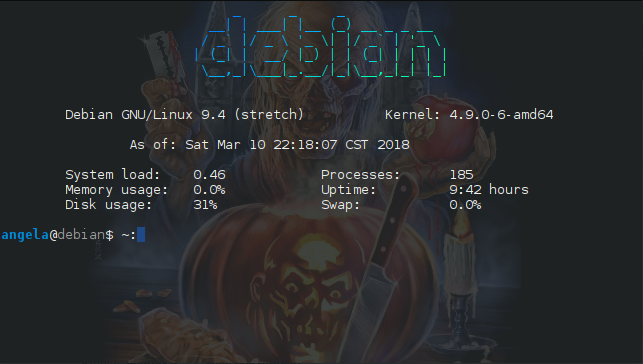 debian
Debian GNU/Linux 9.4 (stretch) Kernel: 4.9.0-6-amd64
As of: Sat Mar 10 22:18:07 CST 2018
System load: 0.46 Processes: 185
Memory usage: 0.0% Uptime: 9:42 hours
Disk usage: 31% Swap: 0.0%
angela@debian$ ~: